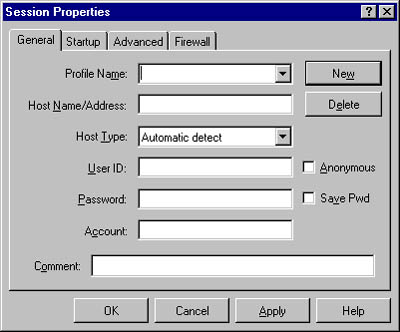 Session Properties
General Startup Advanced Firewall
Profile Name: New
Host Name/Address: Delete
Host Type: Automatic detect
User ID: Anonymous
Password: Save Pwd
Account:
Comment:
OK Cancel Apply Help